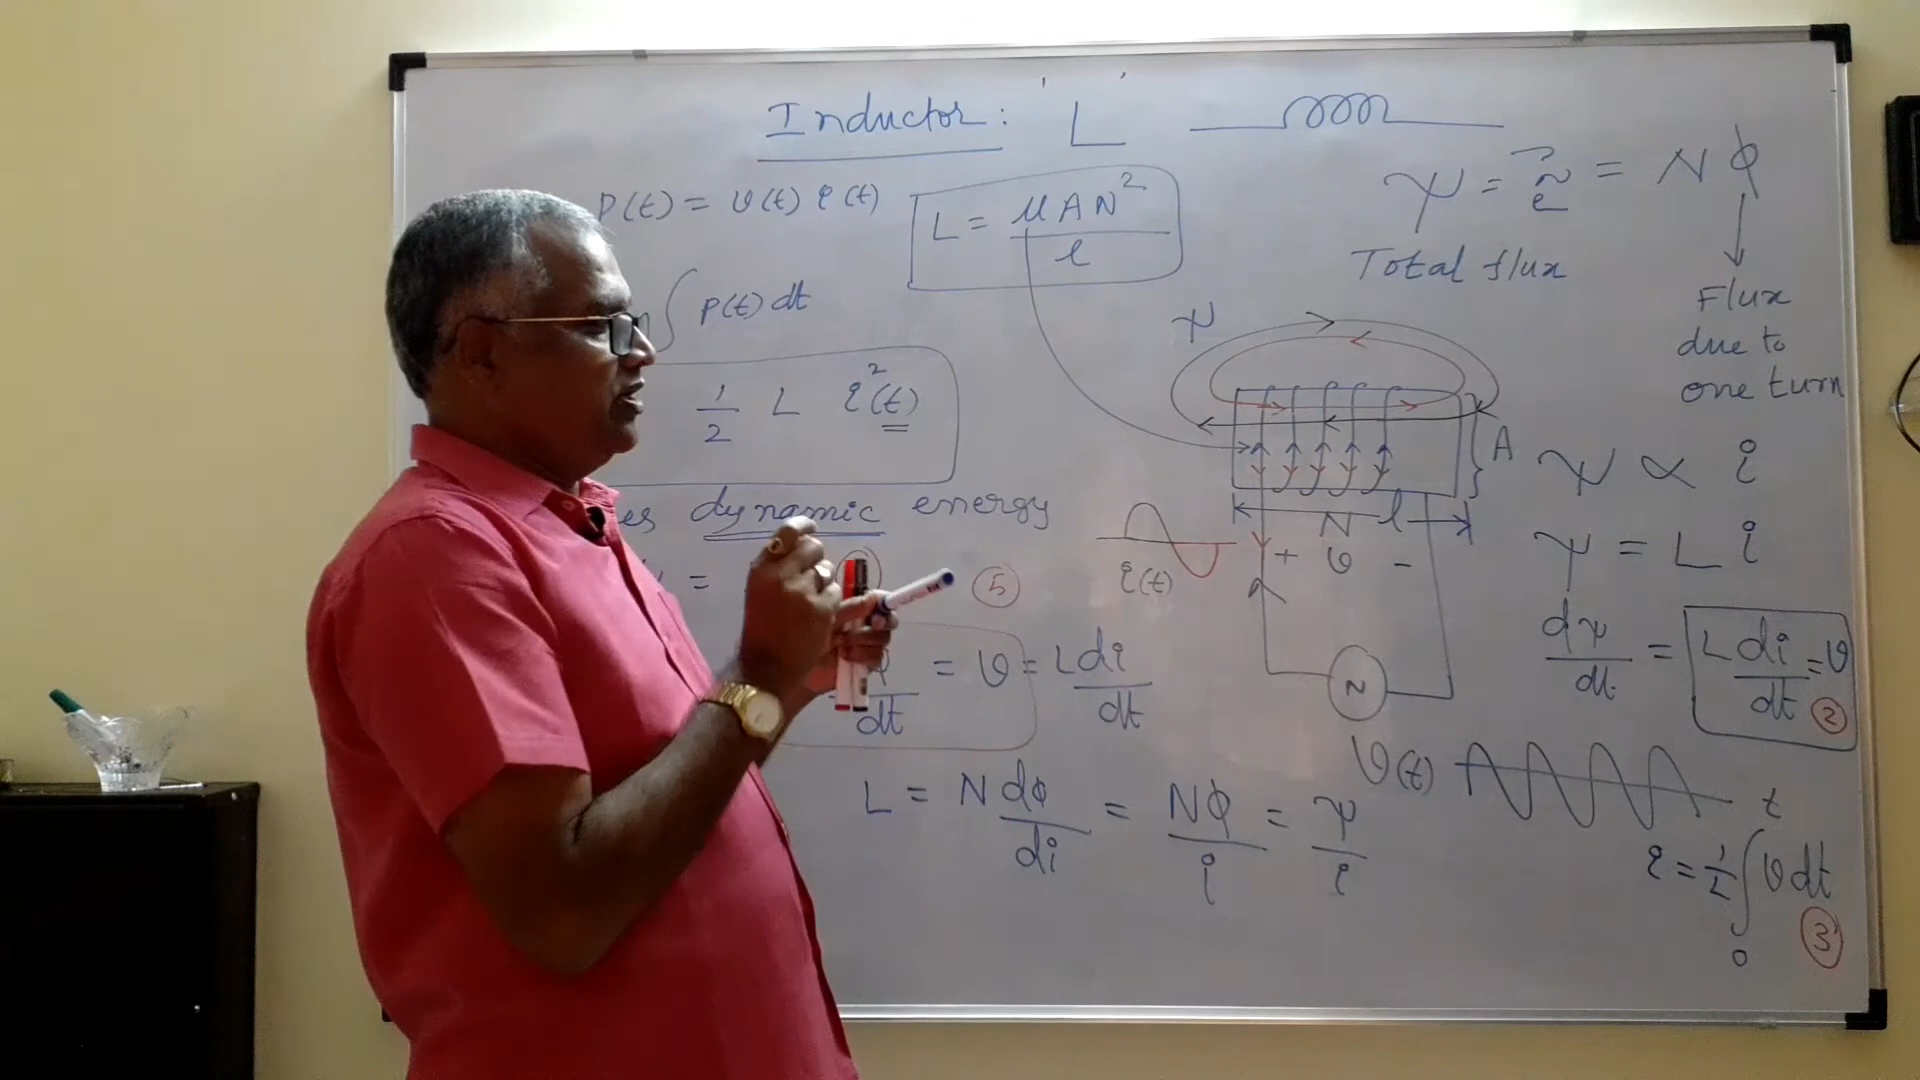 Inductor: 'L'
P(t) = v(t) i(t)
L = μAN² / l
∫ P(t) dt
1/2 L i²(t)
dynamic energy
=
5
dt = v = L di/dt
L = N dφ/di = Nφ/i = ψ/i
ψ = = Nφ
Total flux
Flux
due to
one turn
ψ
A
N l
+ v -
i(t)
~
ψ ∝ i
ψ = L i
dψ/dt = L di/dt = v
2
v(t) t
i = 1/L ∫ v dt
0
3